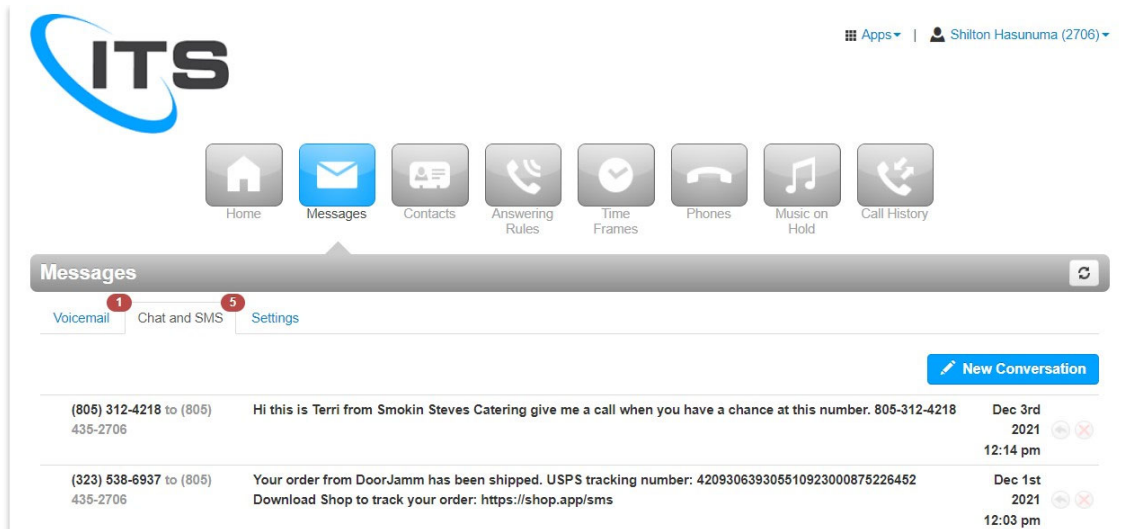 ITS
Apps | Shilton Hasunuma (2706)
Home
Messages
Contacts
Answering
Rules
Time
Frames
Phones
Music on
Hold
Call History
Messages
Voicemail 1 Chat and SMS 5 Settings
New Conversation
(805) 312-4218 to (805) Hi this is Terri from Smokin Steves Catering give me a call when you have a chance at this number. 805-312-4218 Dec 3rd
435-2706 2021
12:14 pm
(323) 538-6937 to (805) Your order from DoorJamm has been shipped. USPS tracking number: 420930639305510923000875226452 Dec 1st
435-2706 Download Shop to track your order: https://shop.app/sms 2021
12:03 pm